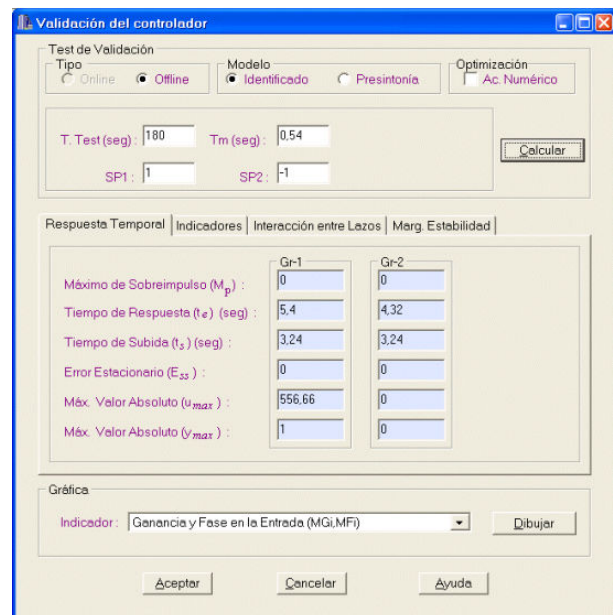 Validación del controlador
Test de Validación
Tipo
Online
Offline
Modelo
Identificado
Presintonía
Optimización
Ac. Numérico
T. Test (seg) : 180
Tm (seg) : 0,54
SP1 : 1
SP2 : -1
Calcular
Respuesta Temporal
Indicadores
Interacción entre Lazos
Marg. Estabilidad
Gr-1
Gr-2
Máximo de Sobreimpulso (Mp) : 0 0
Tiempo de Respuesta (te) (seg) : 5,4 4,32
Tiempo de Subida (ts) (seg) : 3,24 3,24
Error Estacionario (Ess) : 0 0
Máx. Valor Absoluto (umax) : 556,66 0
Máx. Valor Absoluto (ymax) : 1 0
Gráfica
Indicador : Ganancia y Fase en la Entrada (MGi,MFi)
Dibujar
Aceptar
Cancelar
Ayuda